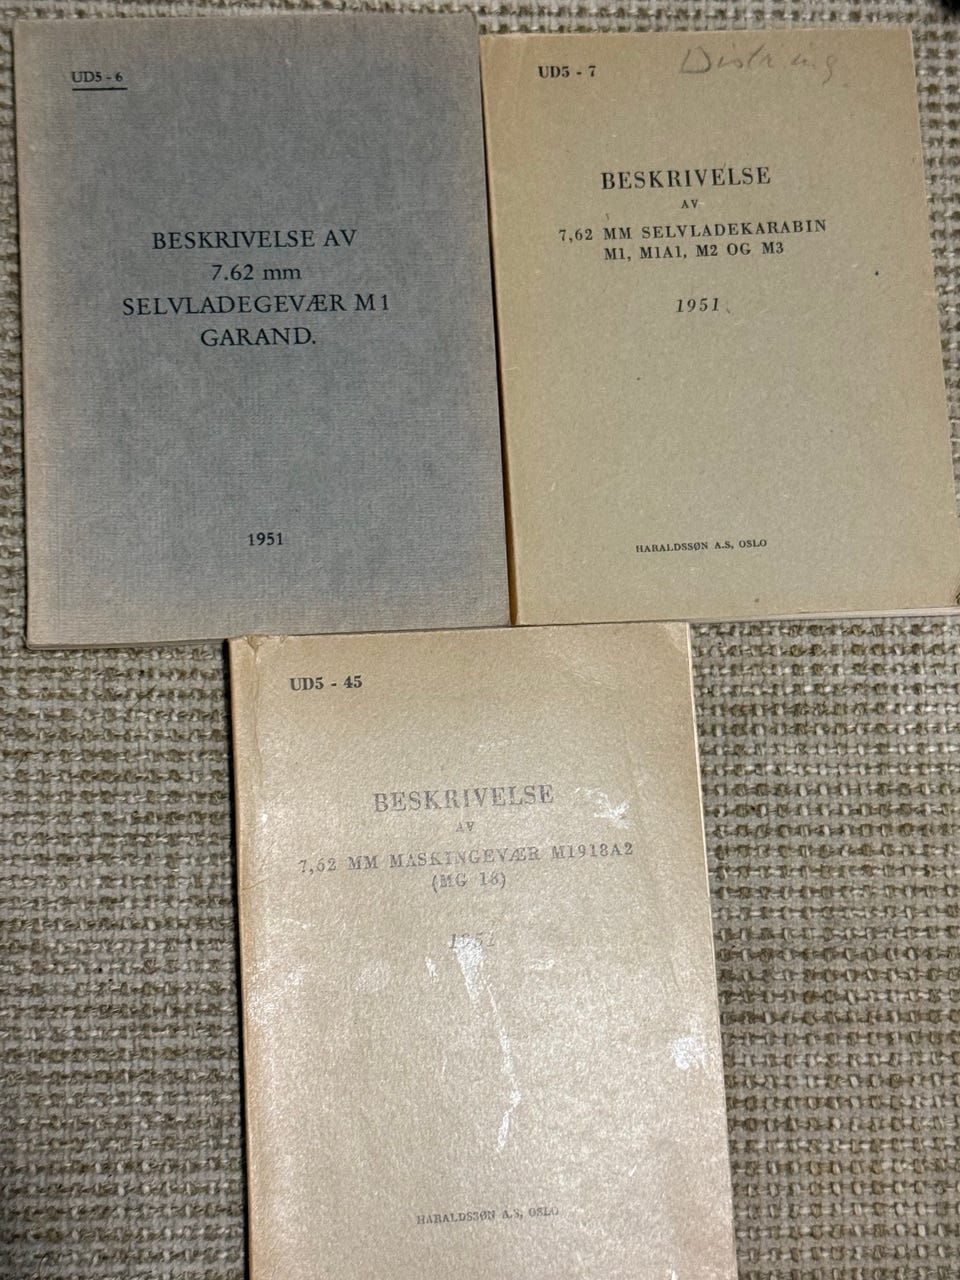 UD5 - 6
BESKRIVELSE AV
7.62 mm
SELVLADEGEVÆR M1
GARAND.
1951
UD5 - 7
BESKRIVELSE
AV
7,62 MM SELVLADEKARABIN
M1, M1A1, M2 OG M3
1951
HARALDSSØN A.S, OSLO
UD5 - 45
BESKRIVELSE
AV
7,62 MM MASKINGEVÆR M1918A2
(MG 18)
HARALDSSØN A.S, OSLO